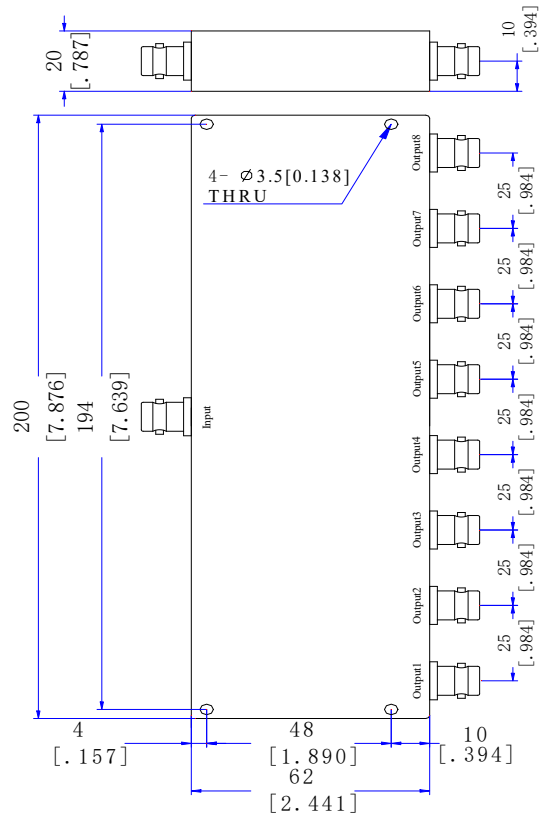 20
[.787]
10
[.394]
4- Ø3.5[0.138]
THRU
Output8
25
[.984]
Output7
25
[.984]
Output6
25
[.984]
Output5
25
[.984]
Output4
25
[.984]
Output3
25
[.984]
Output2
25
[.984]
Output1
Input
200
[7.876]
194
[7.639]
4
[.157]
48
[1.890]
10
[.394]
62
[2.441]